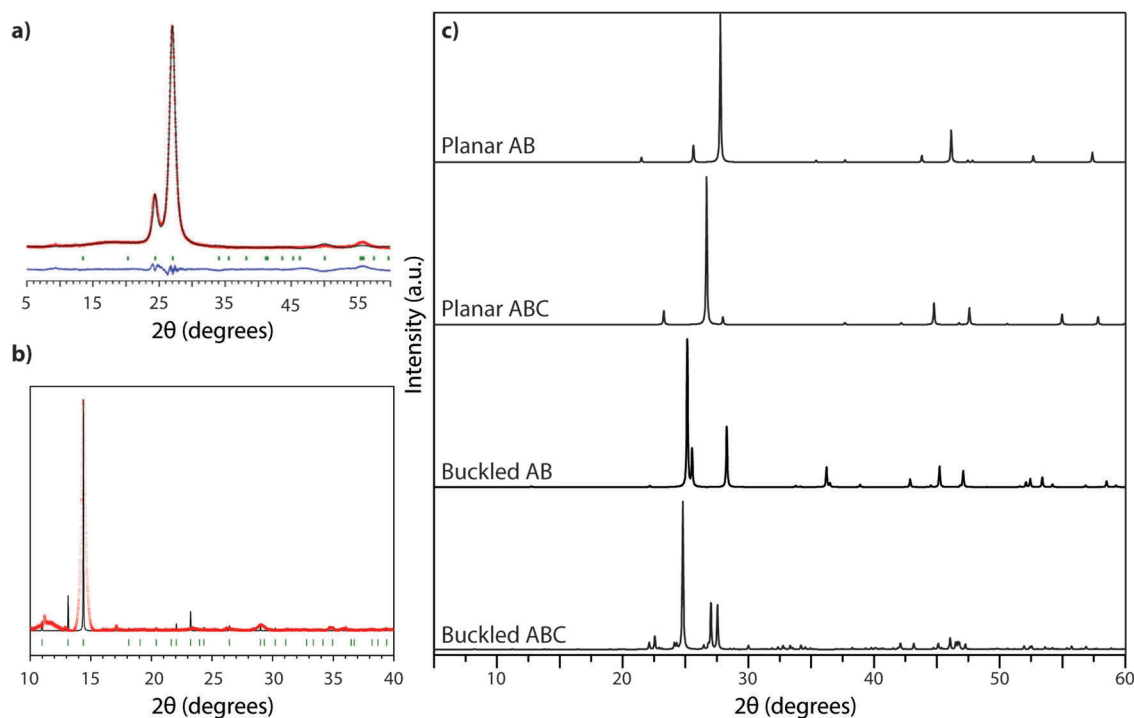 a)
5 15 25 35 45 55
2θ (degrees)
b)
10 15 20 25 30 35 40
2θ (degrees)
c)
Intensity (a.u.)
Planar AB
Planar ABC
Buckled AB
Buckled ABC
10 20 30 40 50 60
2θ (degrees)